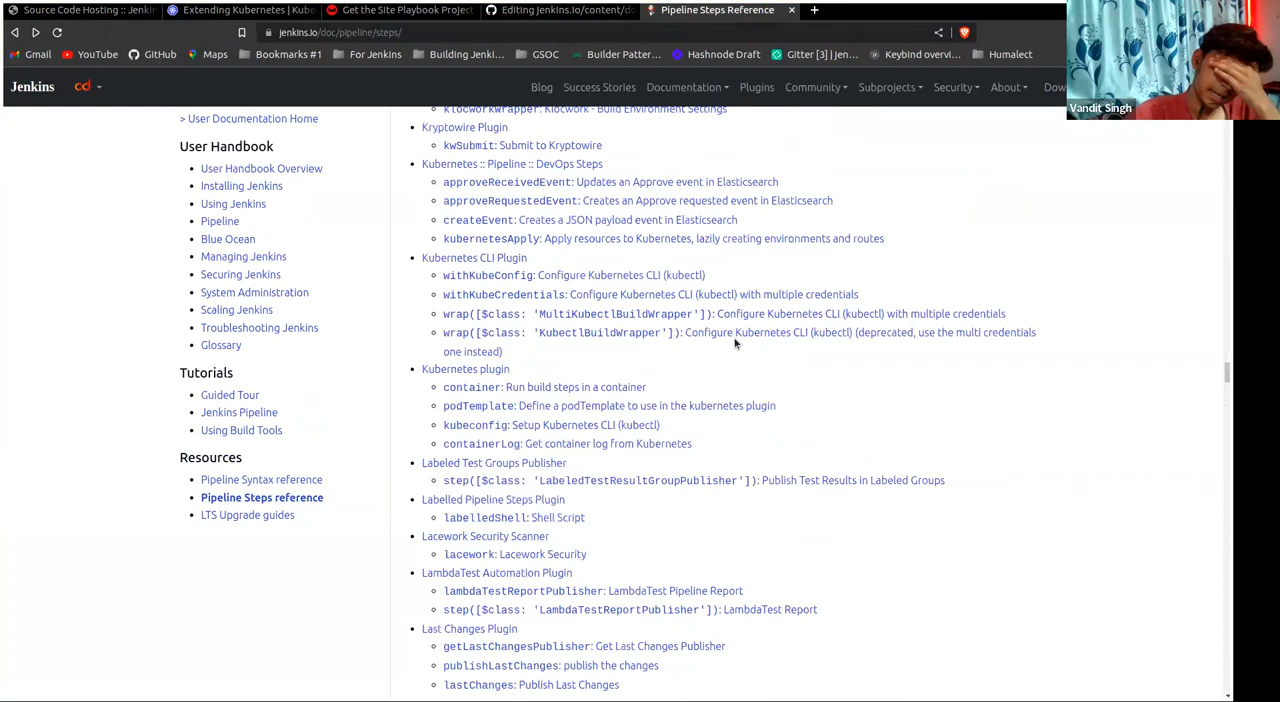 Source Code Hosting :: Jenki
Extending Kubernetes | Kube
Get the Site Playbook Project
Editing jenkins.io/content/do
Pipeline Steps Reference
jenkins.io/doc/pipeline/steps/
Gmail
YouTube
GitHub
Maps
Bookmarks #1
For Jenkins
Building Jenki...
GSOC
Builder Patter...
Hashnode Draft
Gitter [3] | jen...
Keybind overvi...
Humalect
Vandit Singh
Jenkins
cd
Blog
Success Stories
Documentation
Plugins
Community
Subprojects
Security
About
Dow
> User Documentation Home
User Handbook
User Handbook Overview
Installing Jenkins
Using Jenkins
Pipeline
Blue Ocean
Managing Jenkins
Securing Jenkins
System Administration
Scaling Jenkins
Troubleshooting Jenkins
Glossary
Tutorials
Guided Tour
Jenkins Pipeline
Using Build Tools
Resources
Pipeline Syntax reference
Pipeline Steps reference
LTS Upgrade guides
klocworkWrapper: Klocwork - Build Environment Settings
Kryptowire Plugin
kwSubmit: Submit to Kryptowire
Kubernetes :: Pipeline :: DevOps Steps
approveReceivedEvent: Updates an Approve event in Elasticsearch
approveRequestedEvent: Creates an Approve requested event in Elasticsearch
createEvent: Creates a JSON payload event in Elasticsearch
kubernetesApply: Apply resources to Kubernetes, lazily creating environments and routes
Kubernetes CLI Plugin
withKubeConfig: Configure Kubernetes CLI (kubectl)
withKubeCredentials: Configure Kubernetes CLI (kubectl) with multiple credentials
wrap([$class: 'MultiKubectlBuildWrapper']): Configure Kubernetes CLI (kubectl) with multiple credentials
wrap([$class: 'KubectlBuildWrapper']): Configure Kubernetes CLI (kubectl) (deprecated, use the multi credentials
one instead)
Kubernetes plugin
container: Run build steps in a container
podTemplate: Define a podTemplate to use in the kubernetes plugin
kubeconfig: Setup Kubernetes CLI (kubectl)
containerLog: Get container log from Kubernetes
Labeled Test Groups Publisher
step([$class: 'LabeledTestResultGroupPublisher']): Publish Test Results in Labeled Groups
Labelled Pipeline Steps Plugin
labelledShell: Shell Script
Lacework Security Scanner
lacework: Lacework Security
LambdaTest Automation Plugin
lambdaTestReportPublisher: LambdaTest Pipeline Report
step([$class: 'LambdaTestReportPublisher']): LambdaTest Report
Last Changes Plugin
getLastChangesPublisher: Get Last Changes Publisher
publishLastChanges: publish the changes
lastChanges: Publish Last Changes